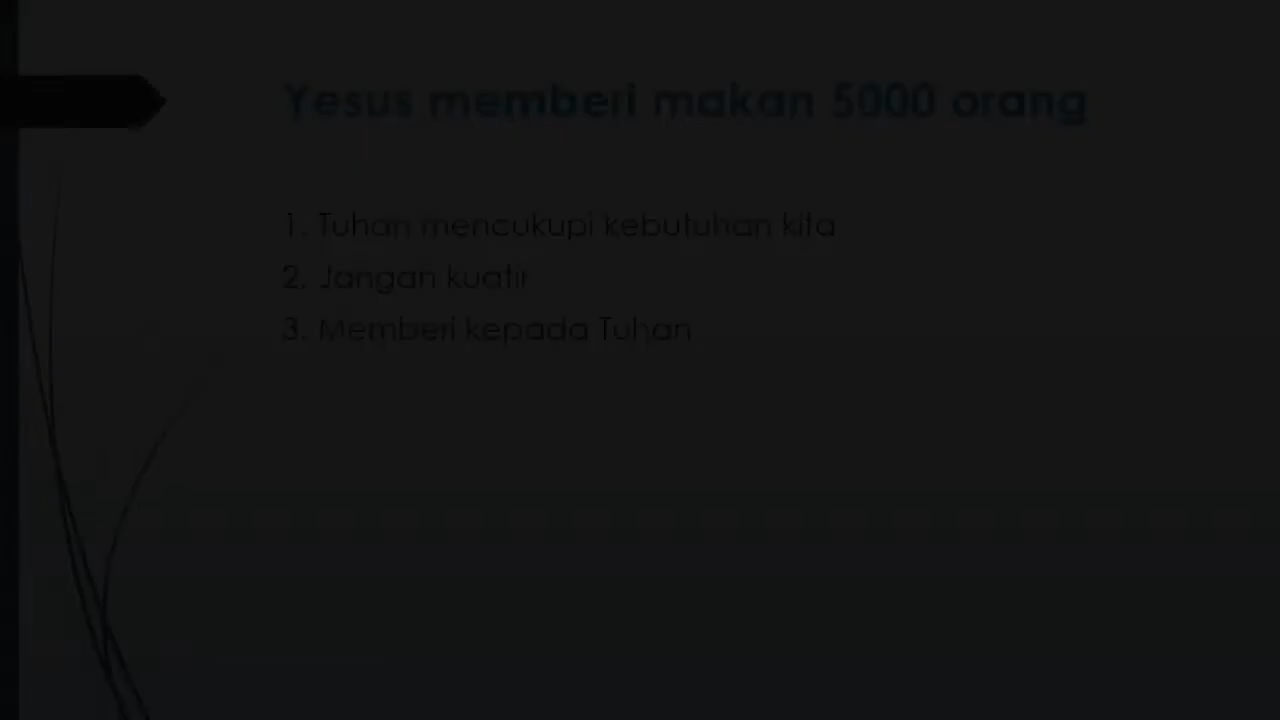 Yesus memberi makan 5000 orang
1. Tuhan mencukupi kebutuhan kita
2. Jangan kuatir
3. Memberi kepada Tuhan